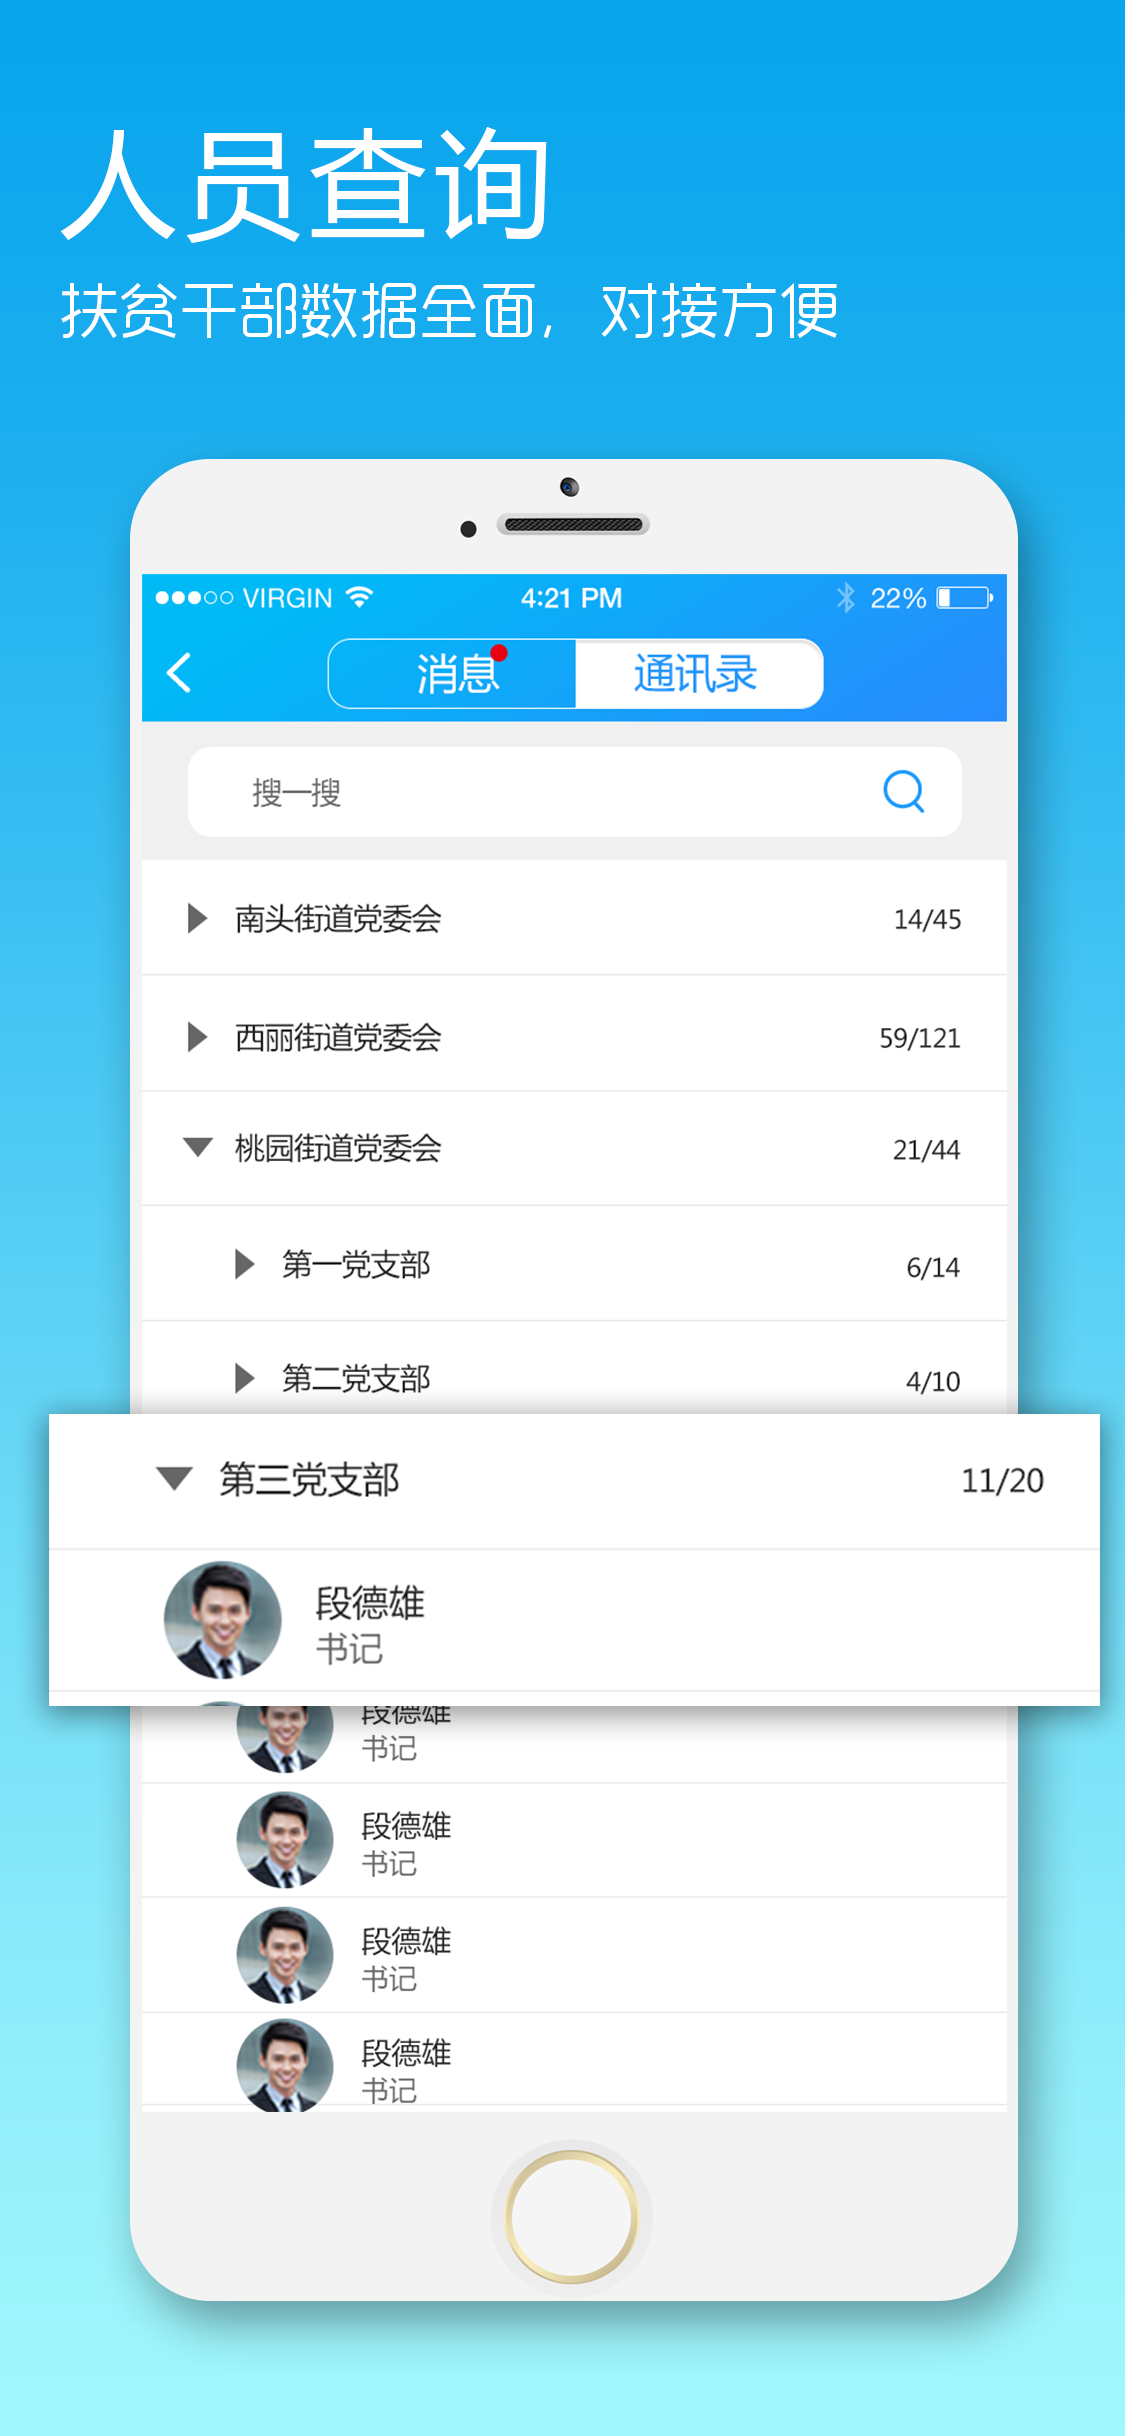 人员查询
扶贫干部数据全面，对接方便
VIRGIN 4:21 PM 22%
消息 通讯录
搜一搜
南头街道党委会 14/45
西丽街道党委会 59/121
桃园街道党委会 21/44
第一党支部 6/14
第二党支部 4/10
第三党支部 11/20
段德雄
书记
段德雄
书记
段德雄
书记
段德雄
书记
段德雄
书记